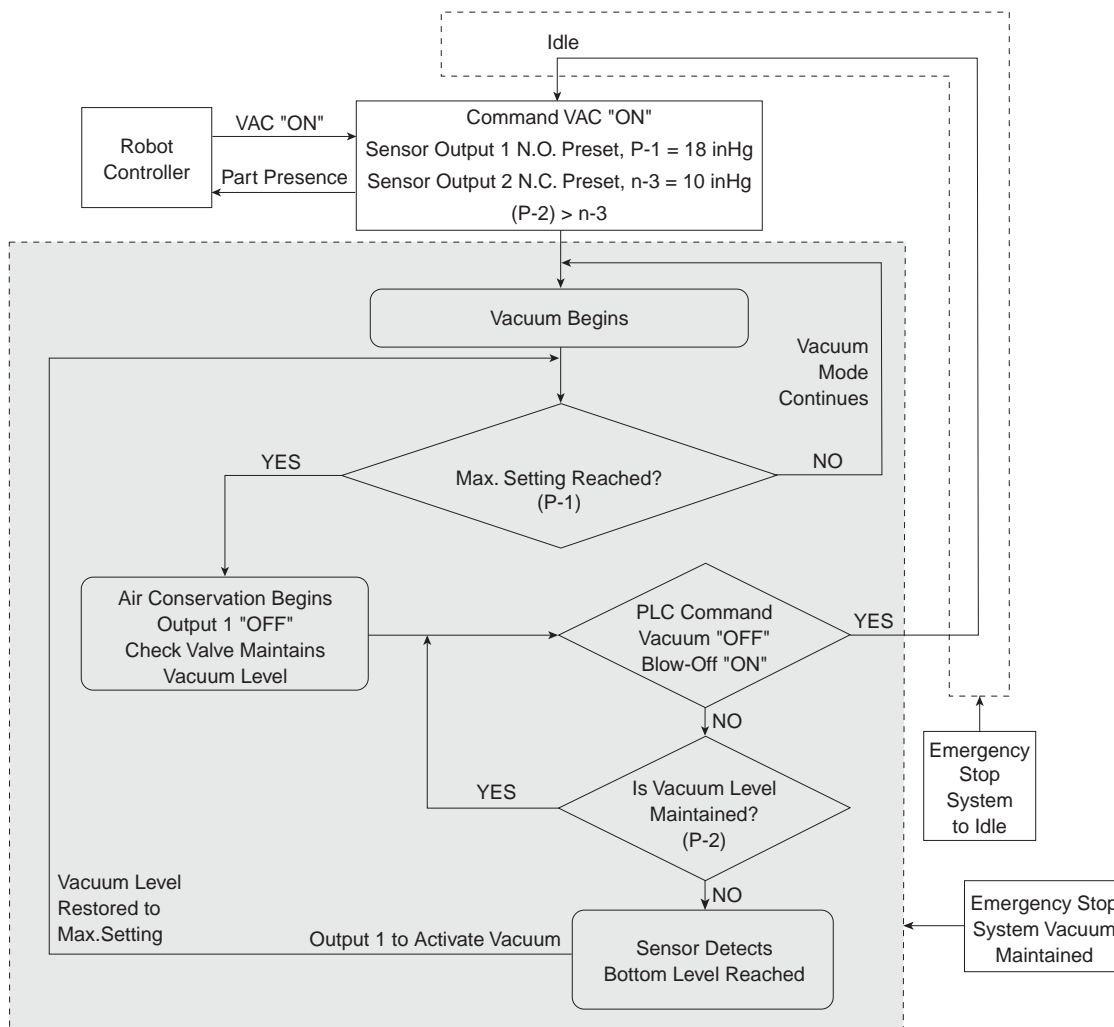 Idle
VAC "ON"
Robot
Controller
Part Presence
Command VAC "ON"
Sensor Output 1 N.O. Preset, P-1 = 18 inHg
Sensor Output 2 N.C. Preset, n-3 = 10 inHg
(P-2) > n-3
Vacuum Begins
Vacuum
Mode
Continues
YES
Max. Setting Reached?
(P-1)
NO
Air Conservation Begins
Output 1 "OFF"
Check Valve Maintains
Vacuum Level
PLC Command
Vacuum "OFF"
Blow-Off "ON"
YES
NO
Is Vacuum Level
Maintained?
(P-2)
YES
NO
Emergency
Stop
System
to Idle
Vacuum Level
Restored to
Max.Setting
Output 1 to Activate Vacuum
Sensor Detects
Bottom Level Reached
Emergency Stop
System Vacuum
Maintained